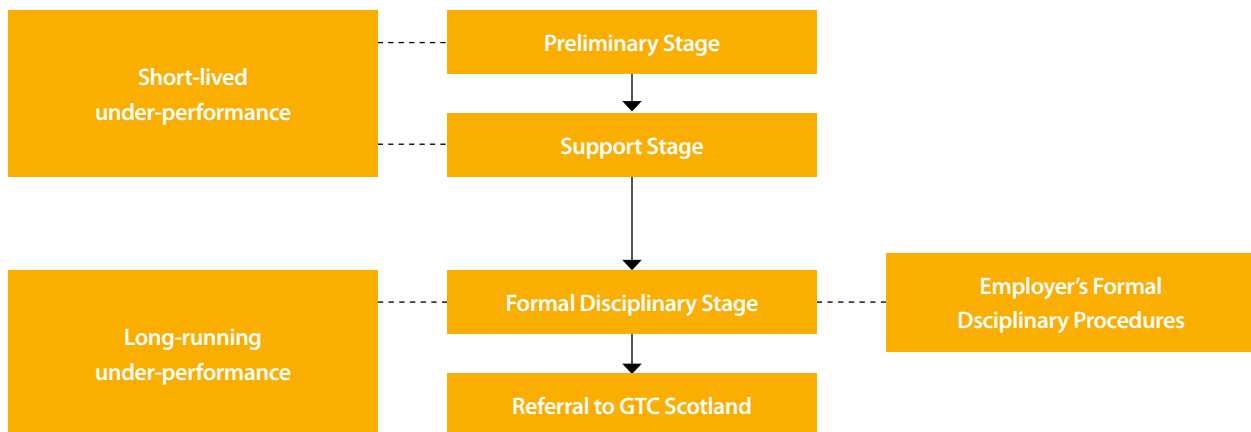 Preliminary Stage
Short-lived
under-performance
Support Stage
Formal Disciplinary Stage
Employer's Formal
Dsciplinary Procedures
Long-running
under-performance
Referral to GTC Scotland